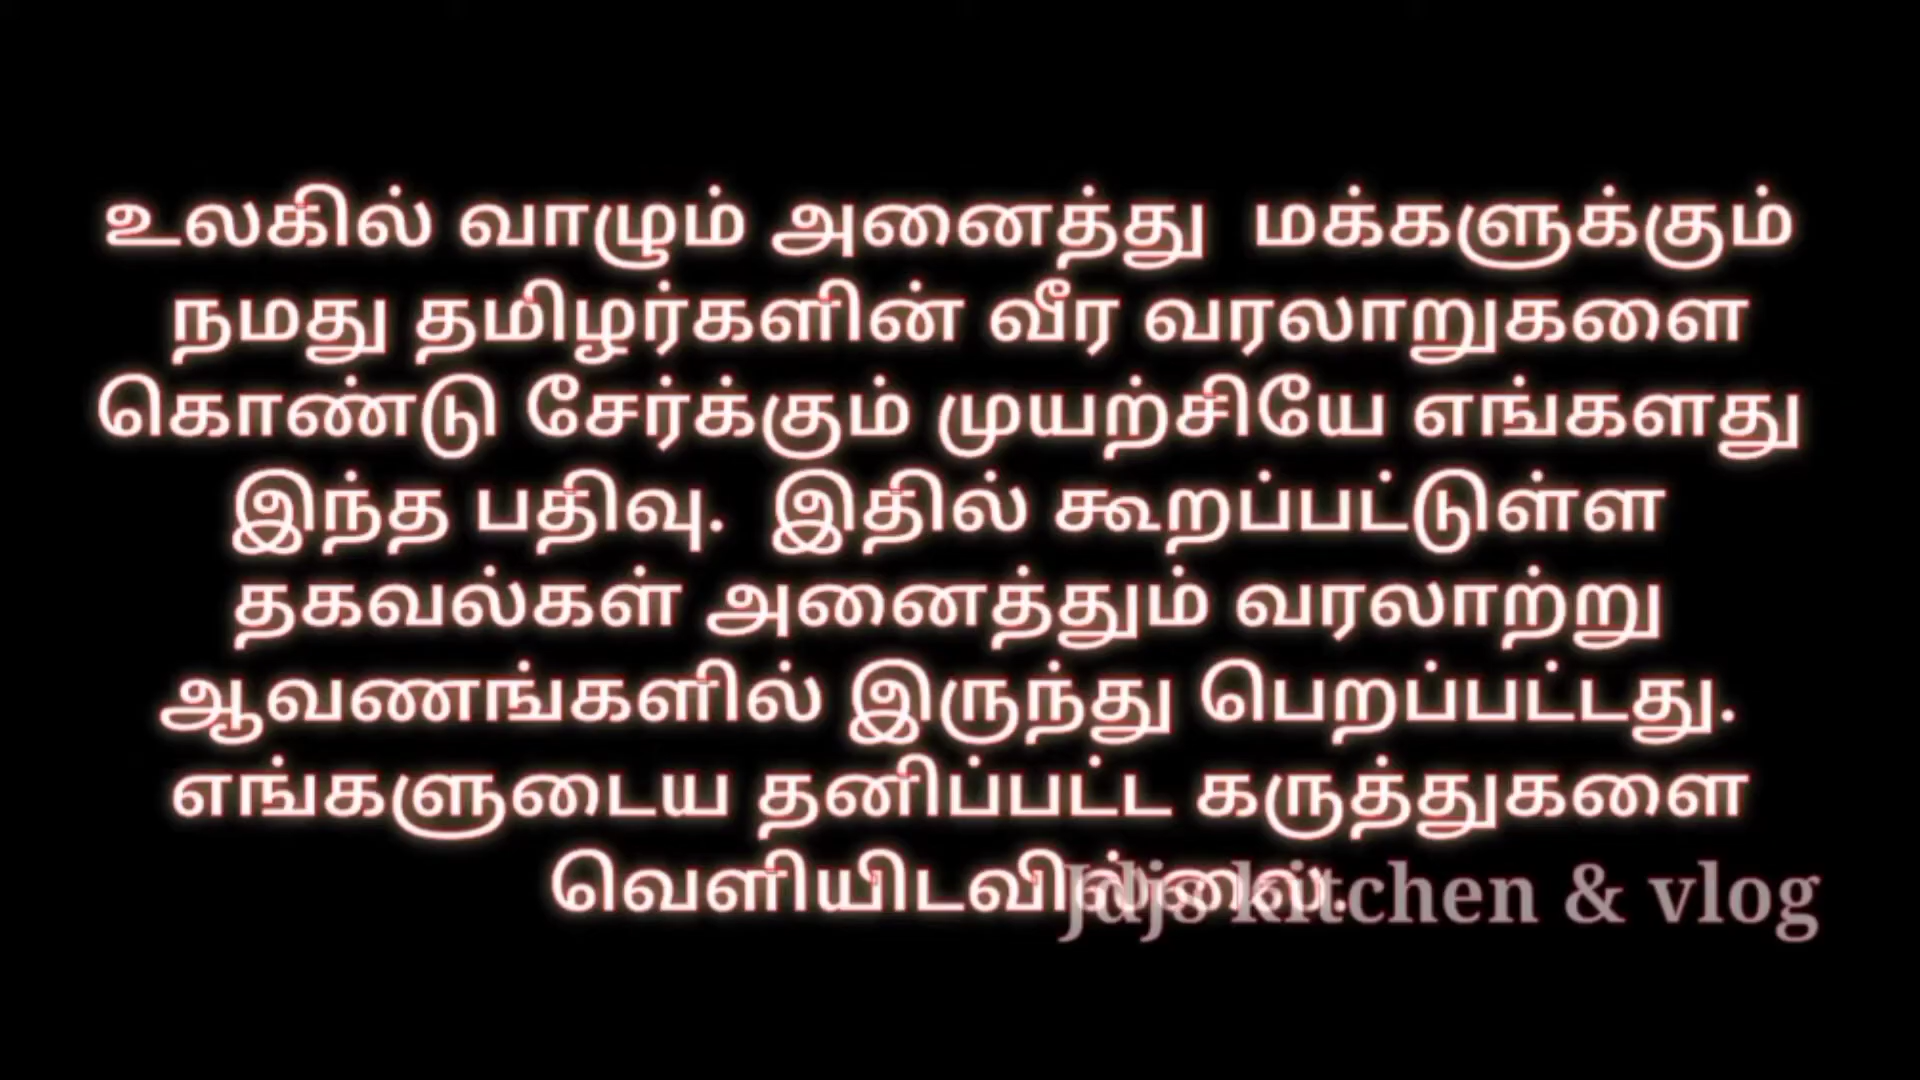 உலகில் வாழும் அனைத்து மக்களுக்கும்
நமது தமிழர்களின் வீர வரலாறுகளை
கொண்டு சேர்க்கும் முயற்சியே எங்களது
இந்த பதிவு. இதில் கூறப்பட்டுள்ள
தகவல்கள் அனைத்தும் வரலாற்று
ஆவணங்களில் இருந்து பெறப்பட்டது.
எங்களுடைய தனிப்பட்ட கருத்துகளை
வெளியிடவில்லை.
Jdjs kitchen & vlog